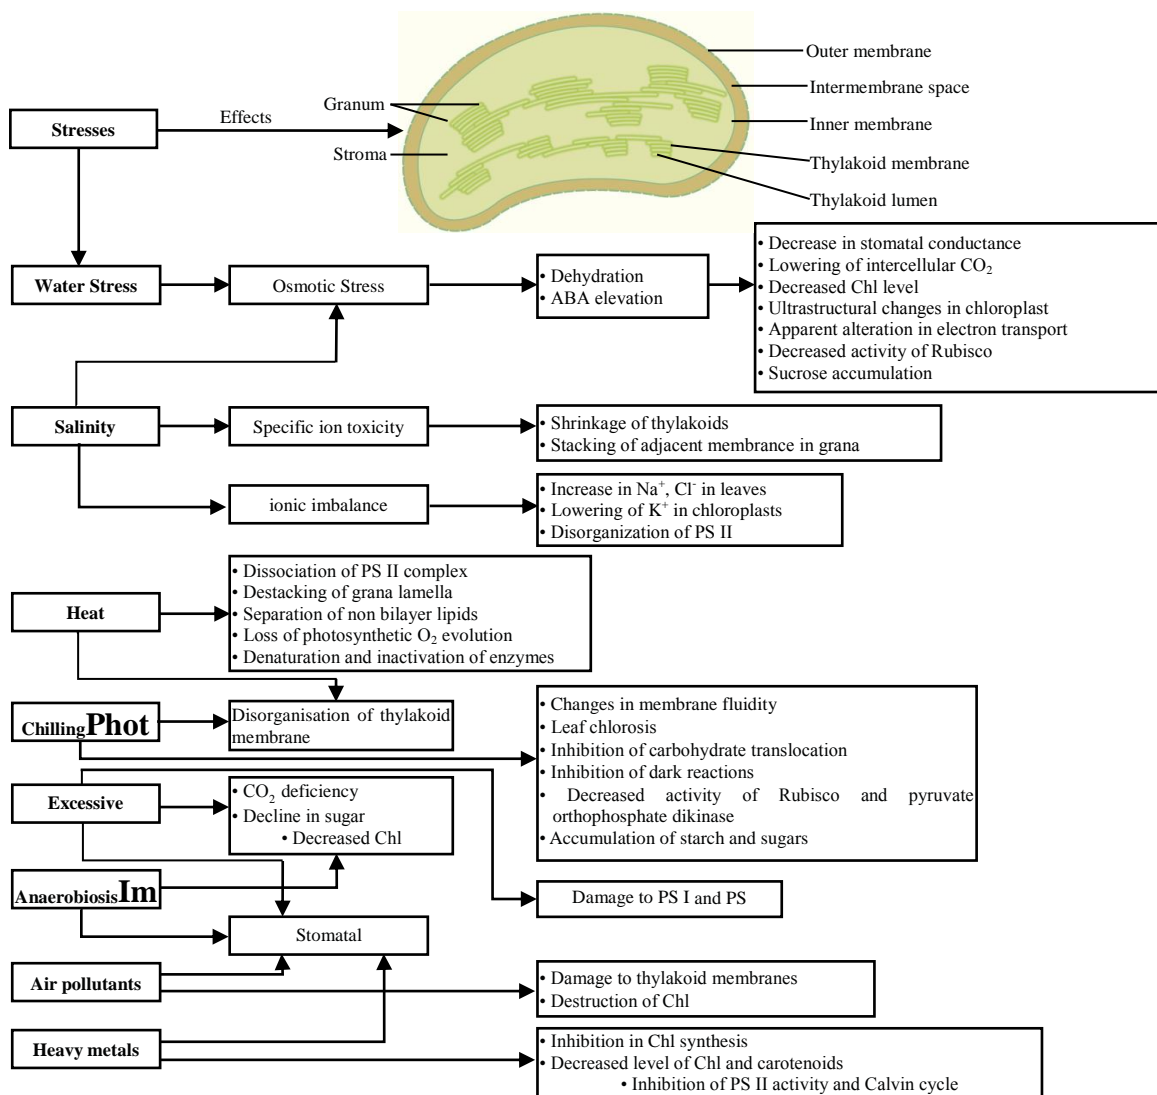 Outer membrane
Intermembrane space
Granum
Effects
Stresses
Inner membrane
Stroma
Thylakoid membrane
Thylakoid lumen
Water Stress
Osmotic Stress
• Dehydration
• ABA elevation
• Decrease in stomatal conductance
• Lowering of intercellular CO₂
• Decreased Chl level
• Ultrastructural changes in chloroplast
• Apparent alteration in electron transport
• Decreased activity of Rubisco
• Sucrose accumulation
Salinity
Specific ion toxicity
• Shrinkage of thylakoids
• Stacking of adjacent membrance in grana
ionic imbalance
• Increase in Na⁺, Cl⁻ in leaves
• Lowering of K⁺ in chloroplasts
• Disorganization of PS II
Heat
• Dissociation of PS II complex
• Destacking of grana lamella
• Separation of non bilayer lipids
• Loss of photosynthetic O₂ evolution
• Denaturation and inactivation of enzymes
ChillingPhot
Disorganisation of thylakoid
membrane
• Changes in membrane fluidity
• Leaf chlorosis
• Inhibition of carbohydrate translocation
• Inhibition of dark reactions
• Decreased activity of Rubisco and pyruvate
orthophosphate dikinase
• Accumulation of starch and sugars
Excessive
• CO₂ deficiency
• Decline in sugar
• Decreased Chl
AnaerobiosisIm
Damage to PS I and PS
Stomatal
Air pollutants
• Damage to thylakoid membranes
• Destruction of Chl
Heavy metals
• Inhibition in Chl synthesis
• Decreased level of Chl and carotenoids
• Inhibition of PS II activity and Calvin cycle